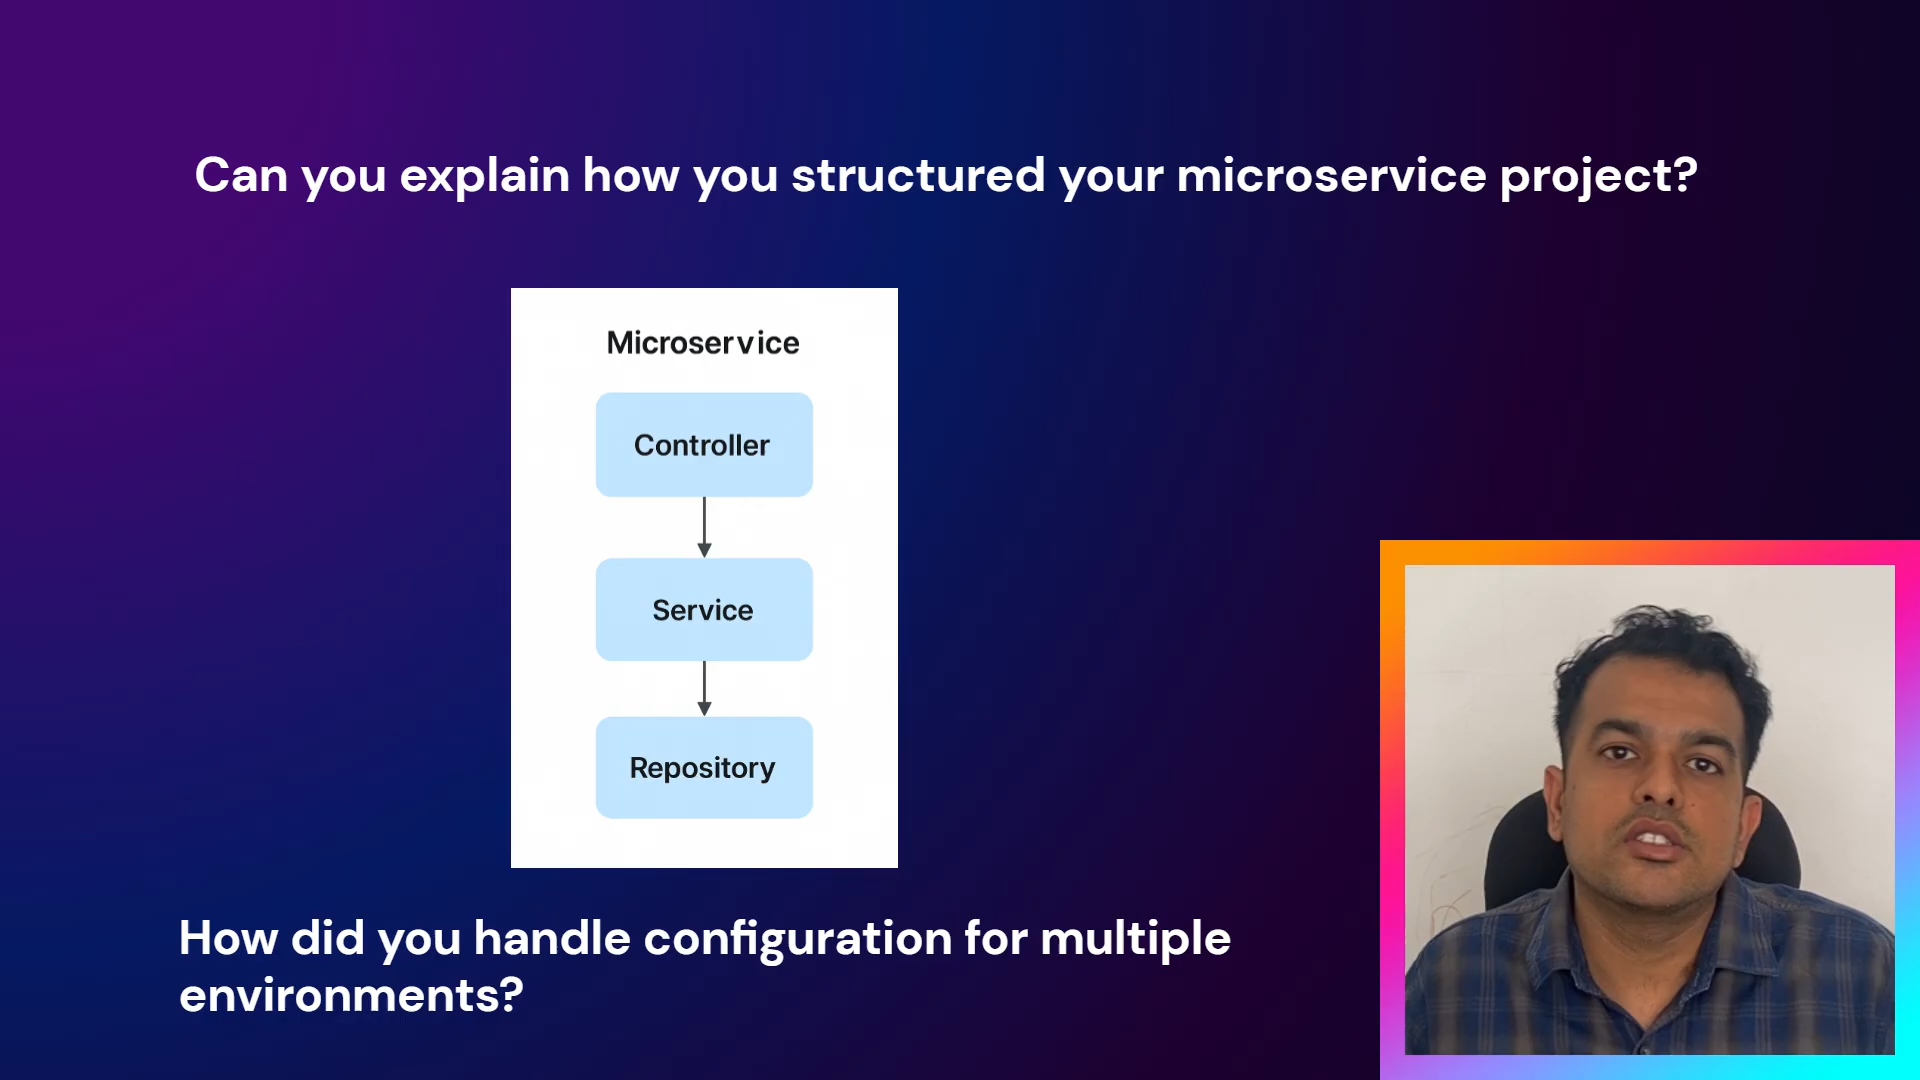 Can you explain how you structured your microservice project?
Microservice
Controller
Service
Repository
How did you handle configuration for multiple
environments?